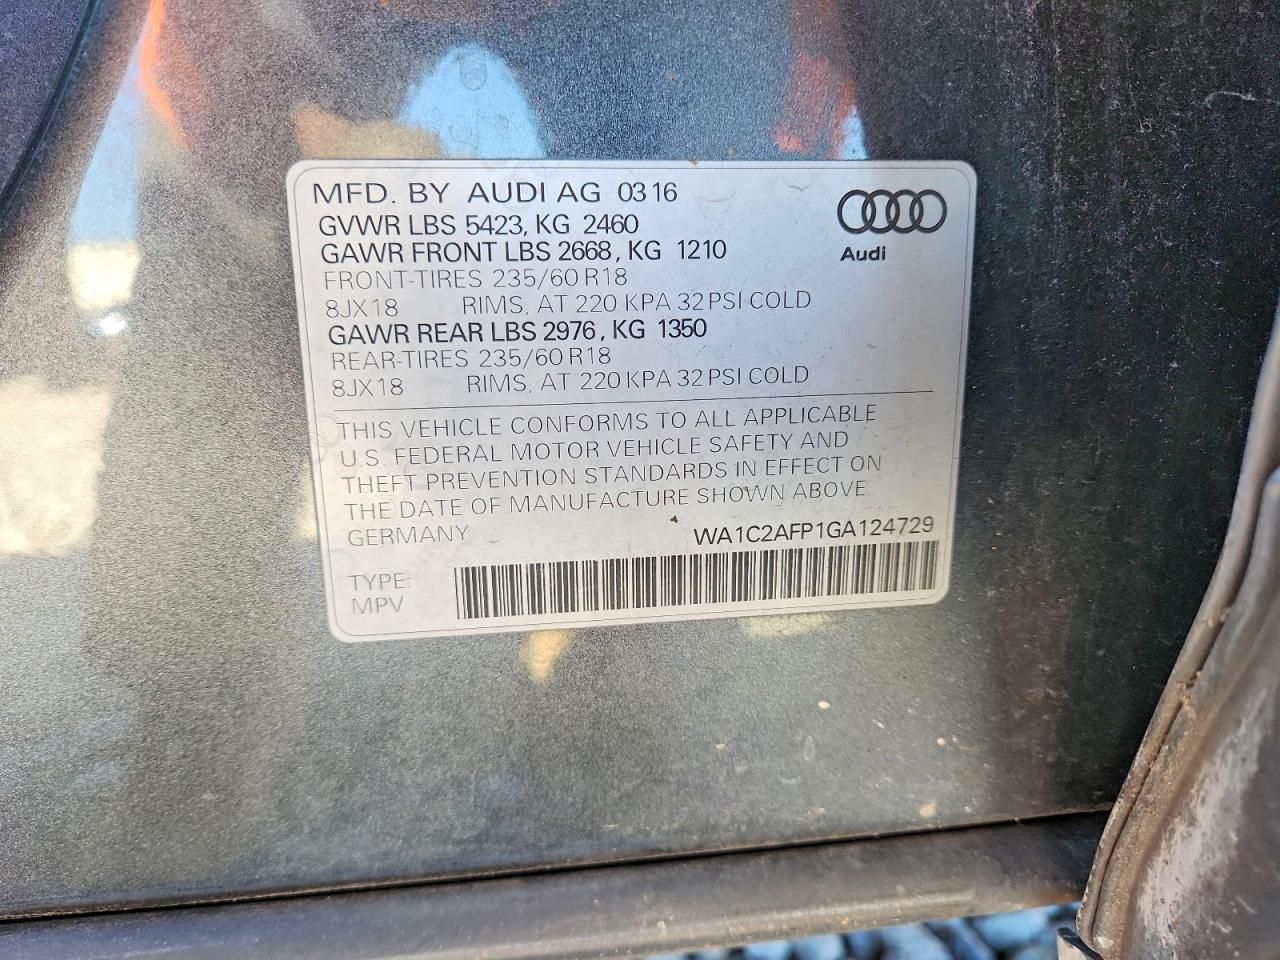 MFD. BY AUDI AG 0316
GVWR LBS 5423, KG 2460
GAWR FRONT LBS 2668, KG 1210
Audi
FRONT-TIRES 235/60 R18
8JX18 RIMS, AT 220 KPA 32 PSI COLD
GAWR REAR LBS 2976, KG 1350
REAR-TIRES 235/60 R18
8JX18 RIMS, AT 220 KPA 32 PSI COLD
THIS VEHICLE CONFORMS TO ALL APPLICABLE
U.S. FEDERAL MOTOR VEHICLE SAFETY AND
THEFT PREVENTION STANDARDS IN EFFECT ON
THE DATE OF MANUFACTURE SHOWN ABOVE.
GERMANY WA1C2AFP1GA124729
TYPE:
MPV